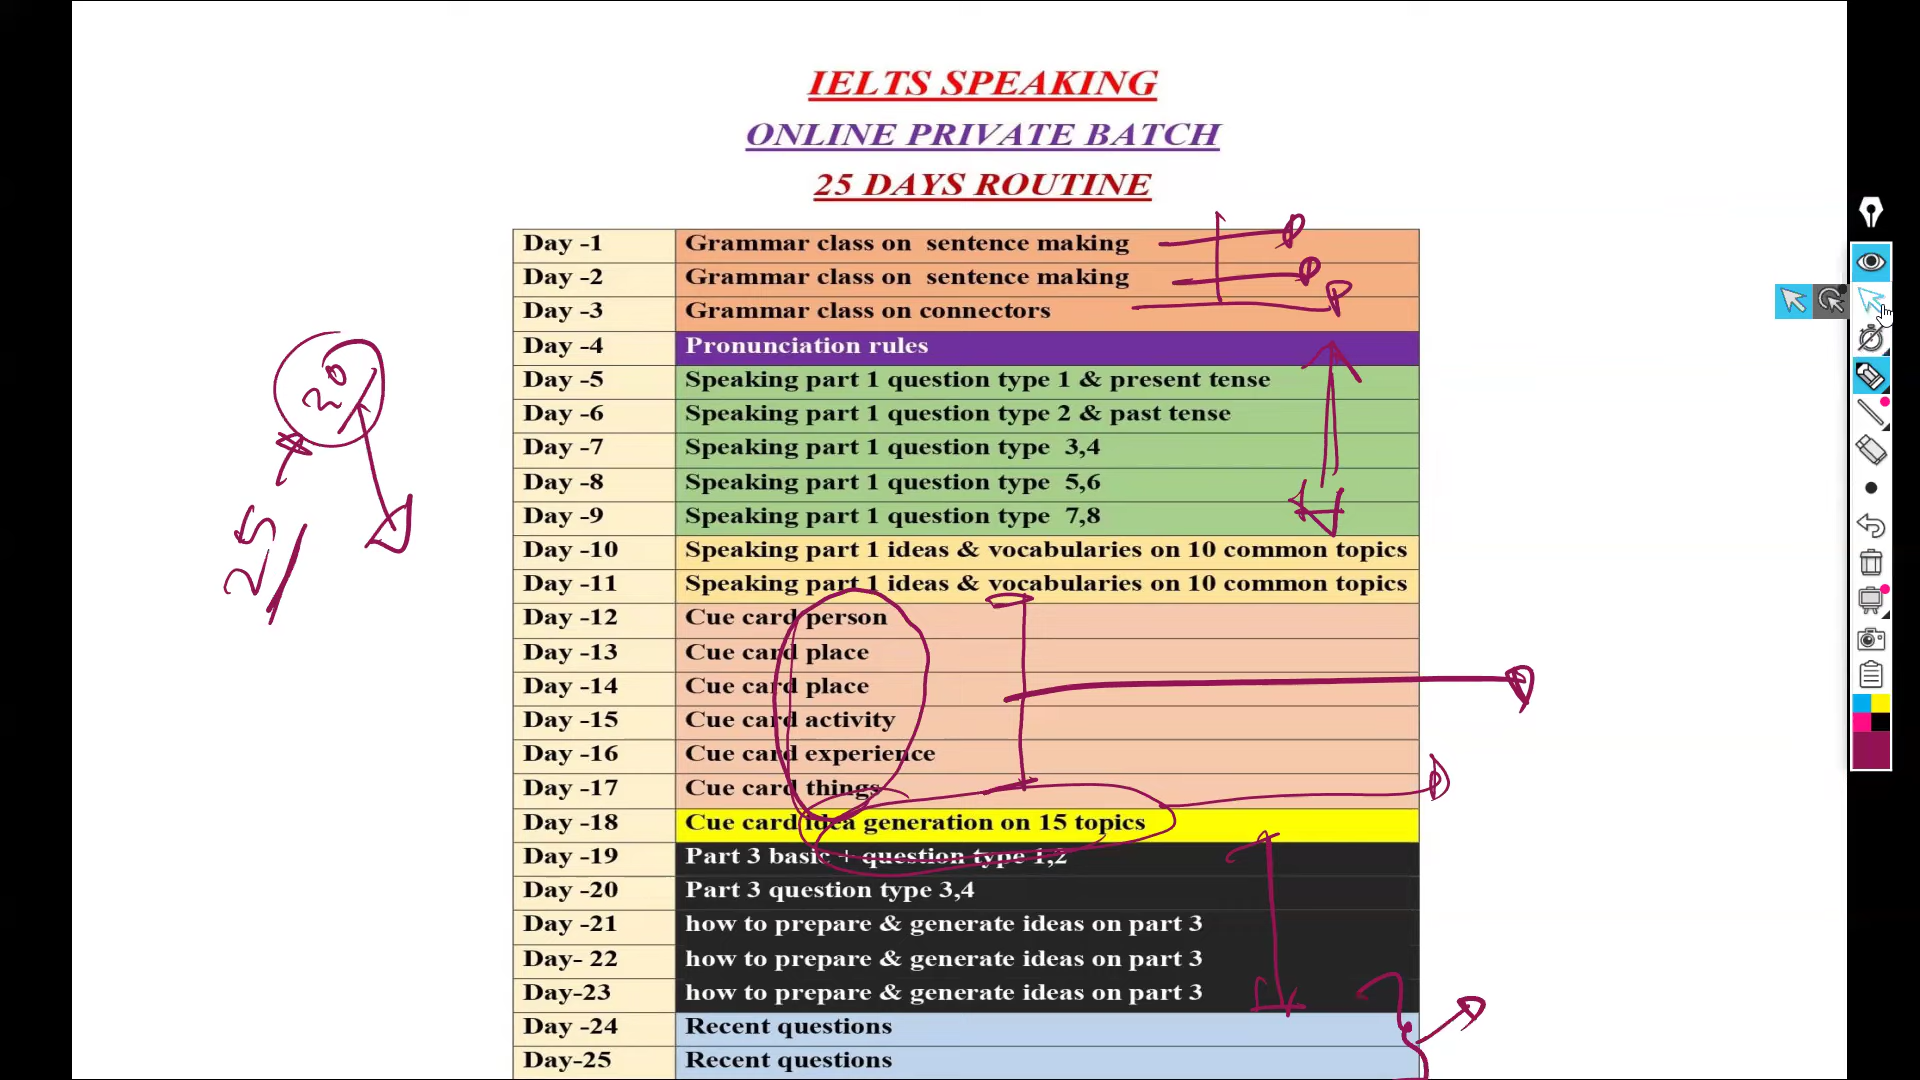 IELTS SPEAKING
ONLINE PRIVATE BATCH
25 DAYS ROUTINE
Day -1 Grammar class on sentence making
Day -2 Grammar class on sentence making
Day -3 Grammar class on connectors
Day -4 Pronunciation rules
Day -5 Speaking part 1 question type 1 & present tense
Day -6 Speaking part 1 question type 2 & past tense
Day -7 Speaking part 1 question type 3,4
Day -8 Speaking part 1 question type 5,6
Day -9 Speaking part 1 question type 7,8
Day -10 Speaking part 1 ideas & vocabularies on 10 common topics
Day -11 Speaking part 1 ideas & vocabularies on 10 common topics
Day -12 Cue card person
Day -13 Cue card place
Day -14 Cue card place
Day -15 Cue card activity
Day -16 Cue card experience
Day -17 Cue card things
Day -18 Cue card idea generation on 15 topics
Day -19 Part 3 basic + question type 1,2
Day -20 Part 3 question type 3,4
Day -21 how to prepare & generate ideas on part 3
Day- 22 how to prepare & generate ideas on part 3
Day-23 how to prepare & generate ideas on part 3
Day -24 Recent questions
Day-25 Recent questions
20
25